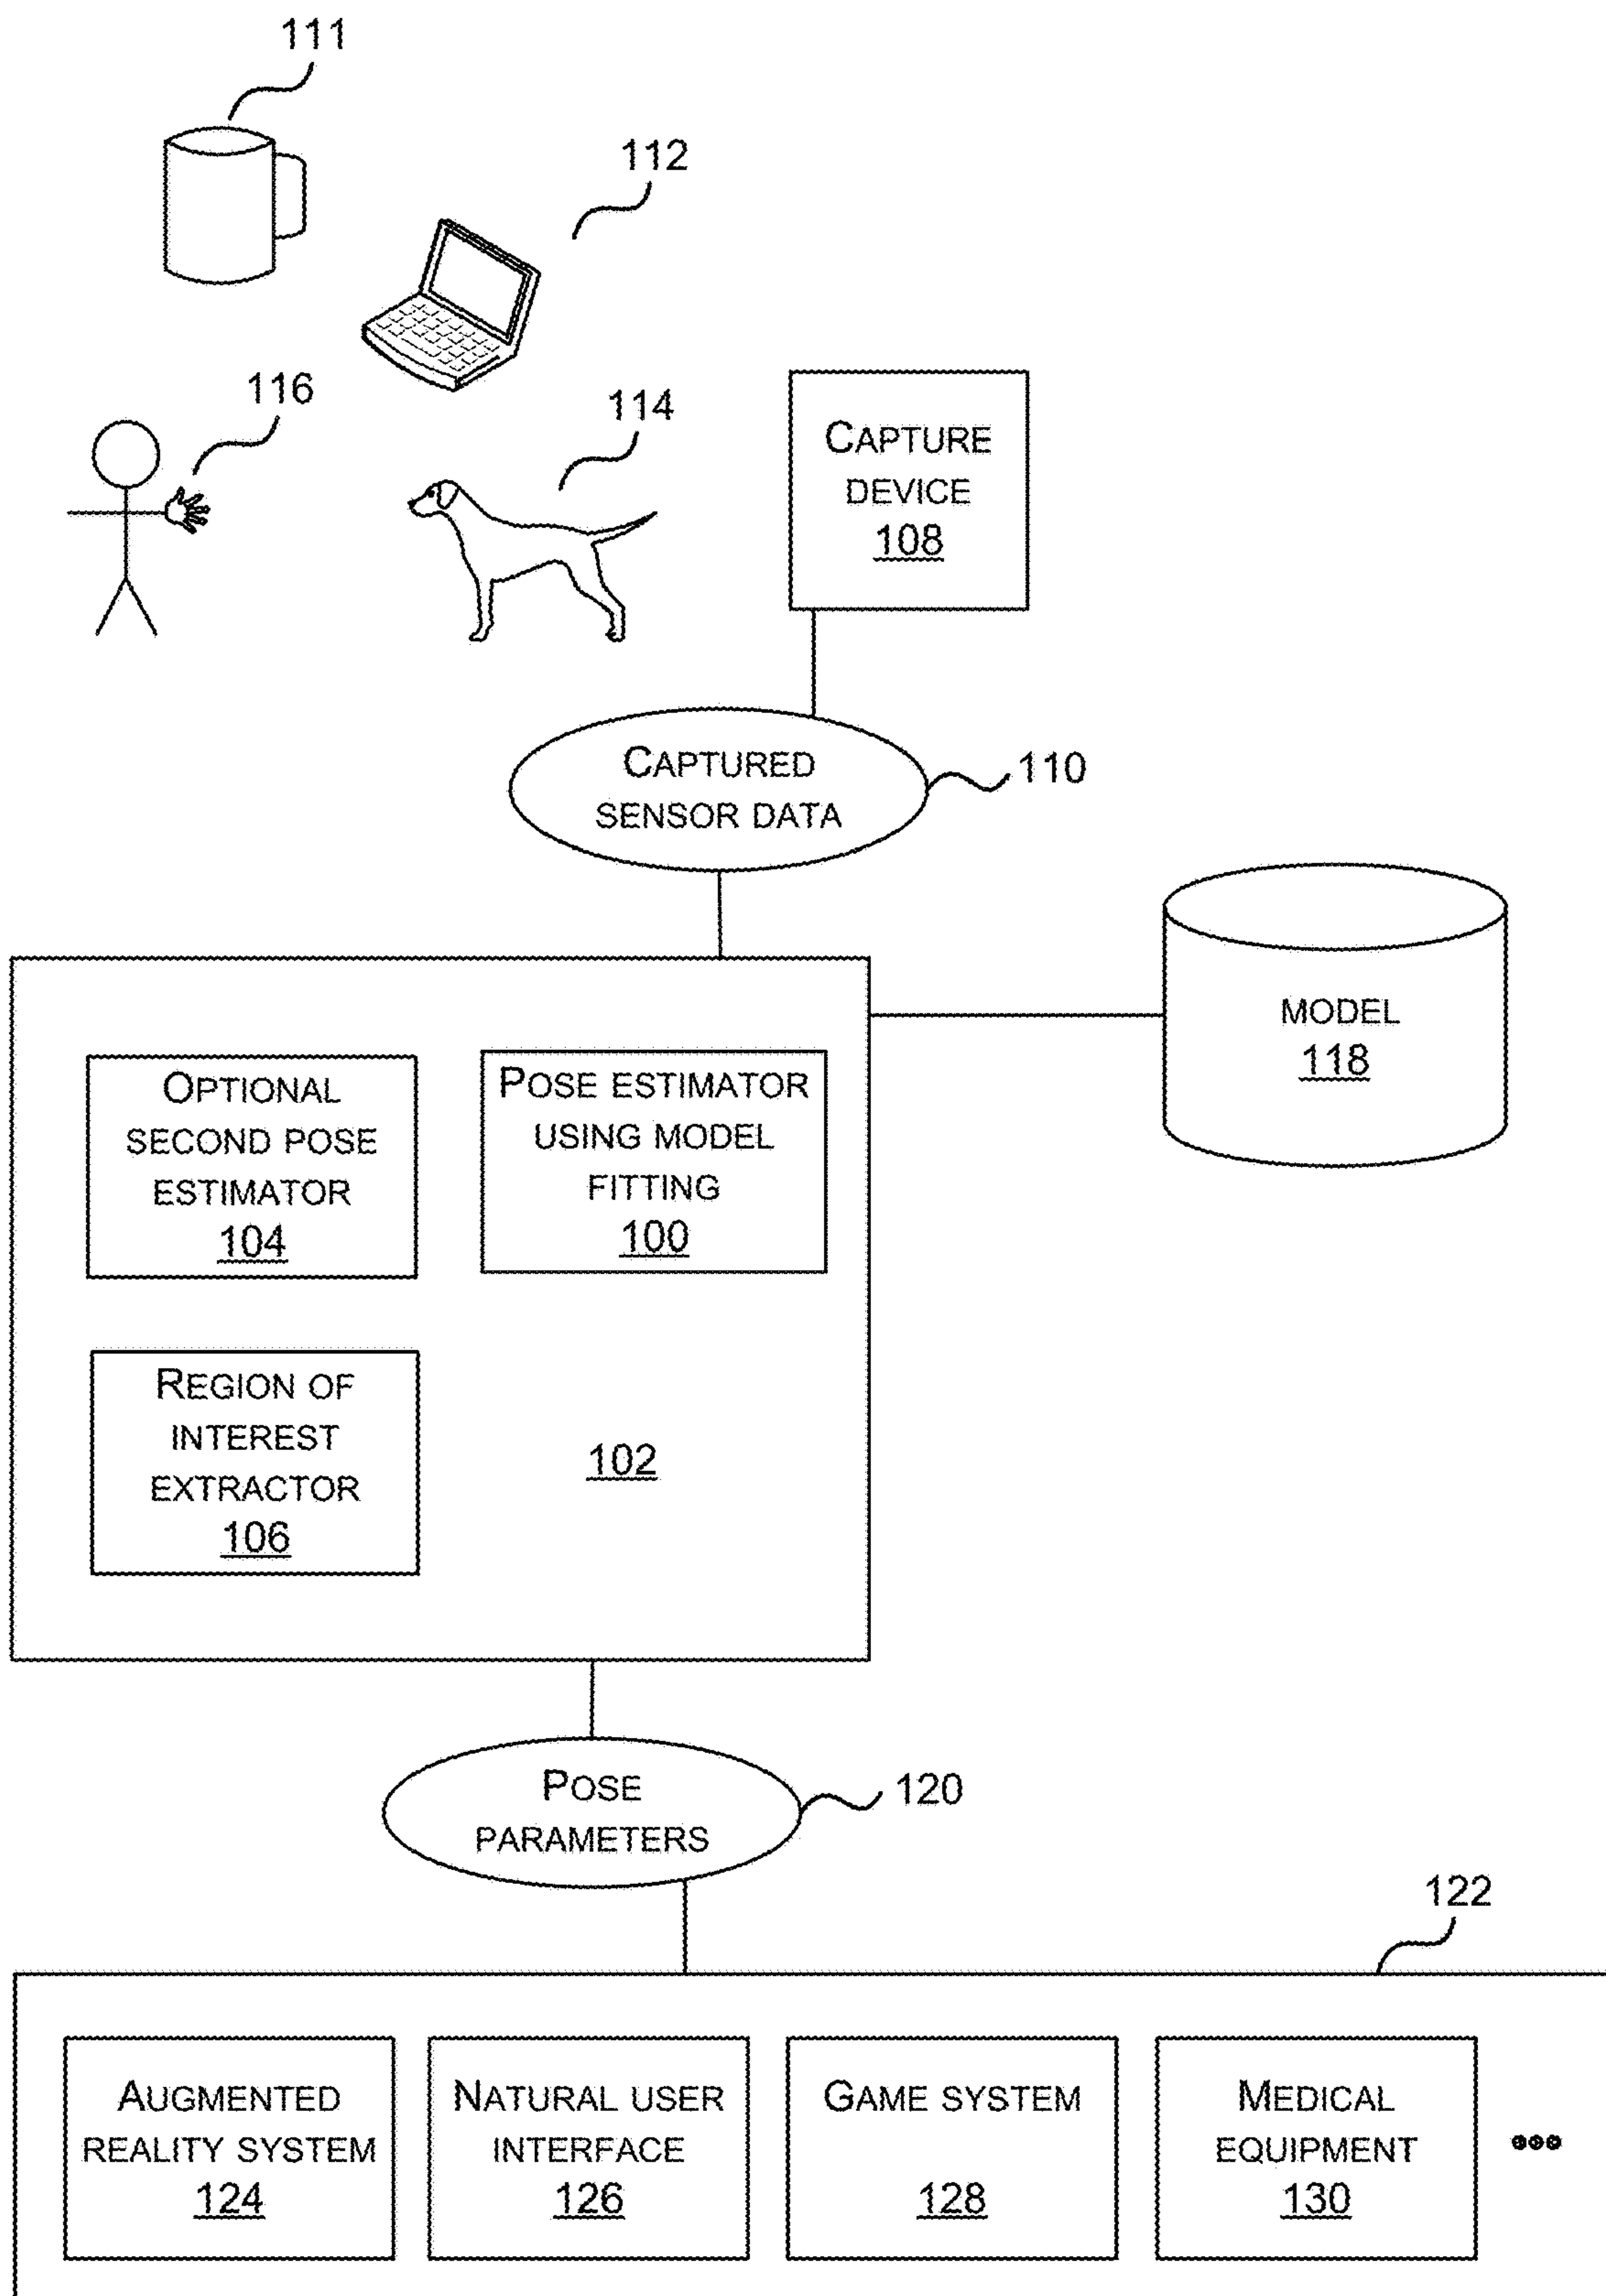 111
112
116
114
CAPTURE
DEVICE
108
CAPTURED
SENSOR DATA
110
MODEL
118
OPTIONAL
SECOND POSE
ESTIMATOR
104
POSE ESTIMATOR
USING MODEL
FITTING
100
REGION OF
INTEREST
EXTRACTOR
106
102
POSE
PARAMETERS
120
122
AUGMENTED
REALITY SYSTEM
124
NATURAL USER
INTERFACE
126
GAME SYSTEM
128
MEDICAL
EQUIPMENT
130